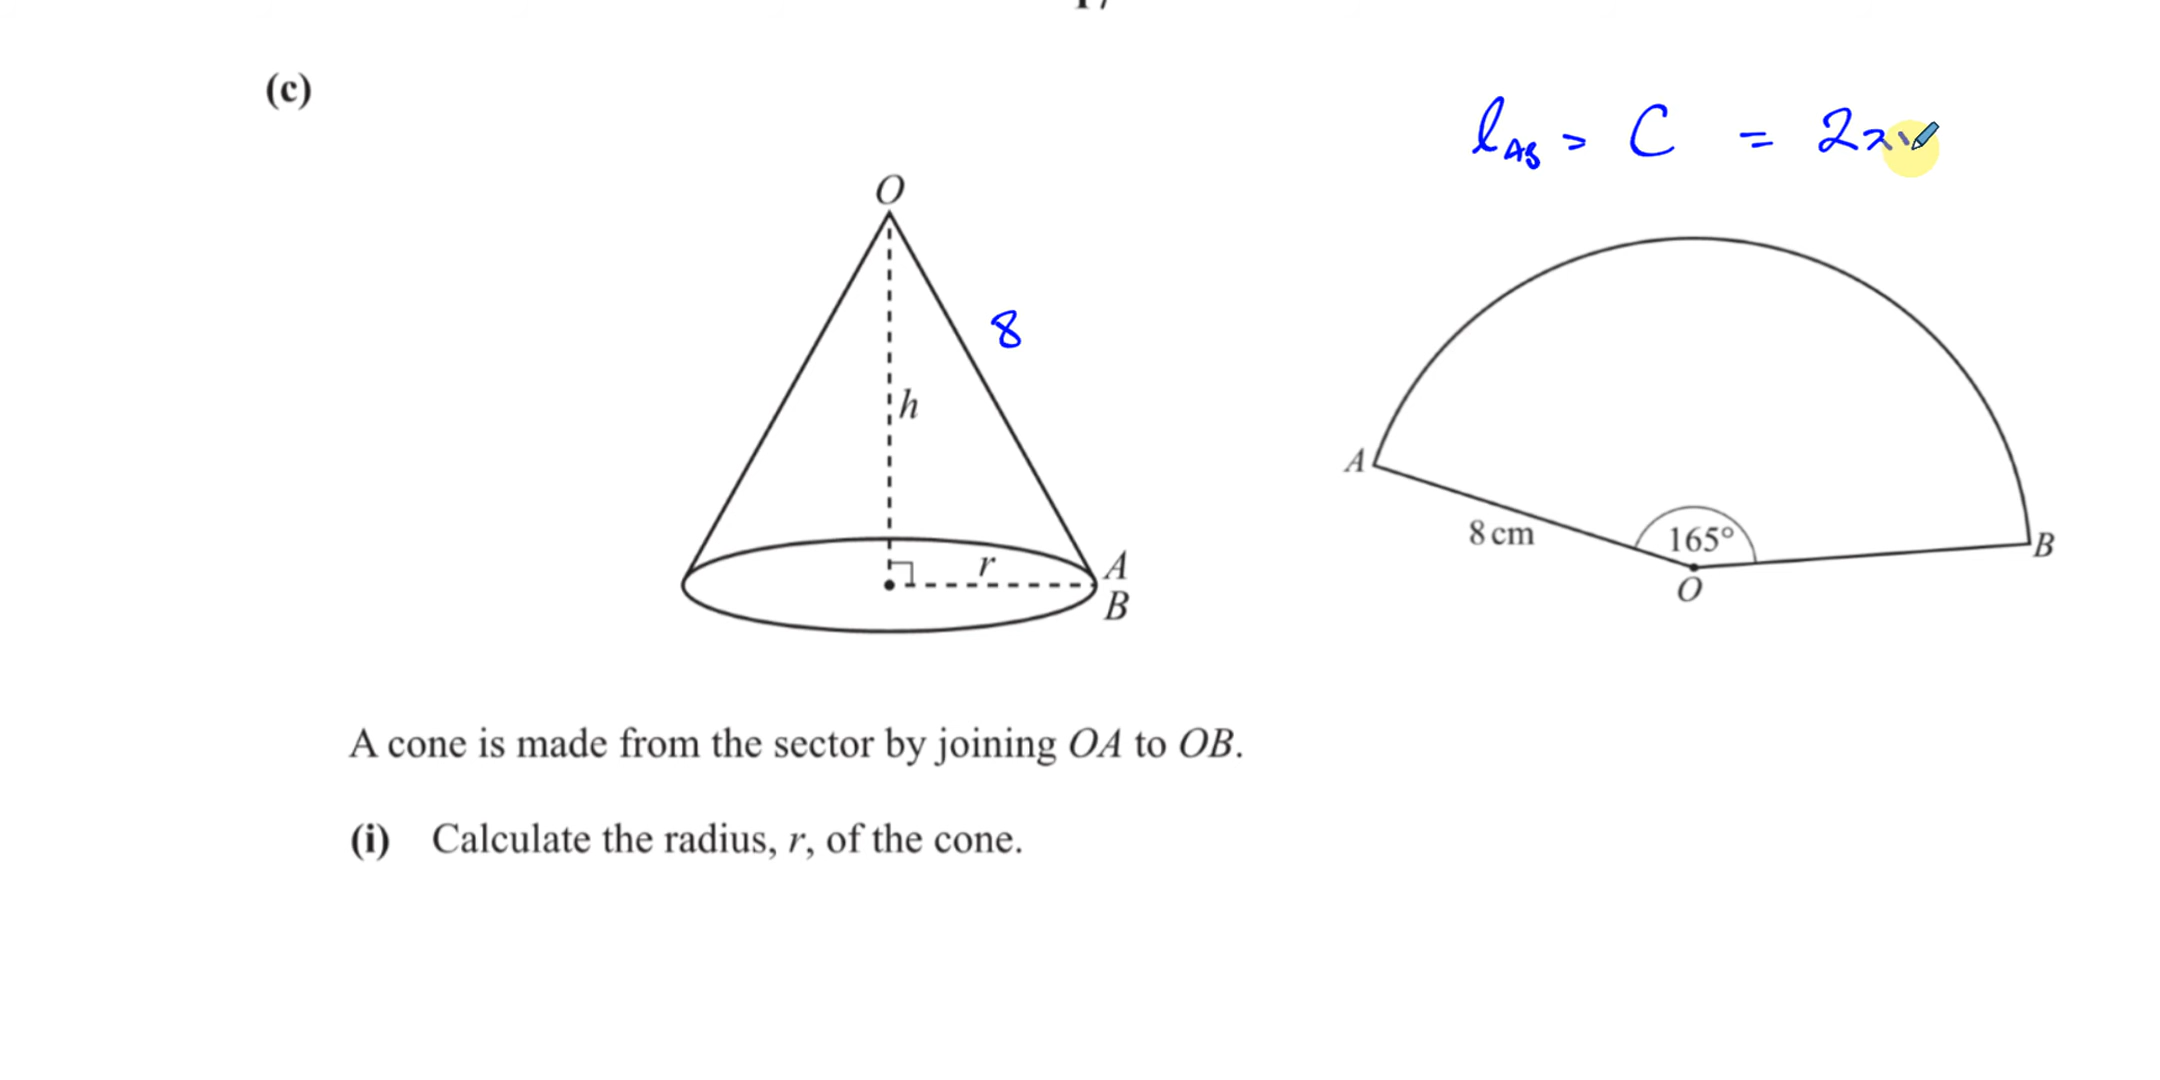 (c)
l_AB = C = 2π
O
8
h
r
A
B
A
8 cm
165°
O
B
A cone is made from the sector by joining OA to OB.
(i) Calculate the radius, r, of the cone.